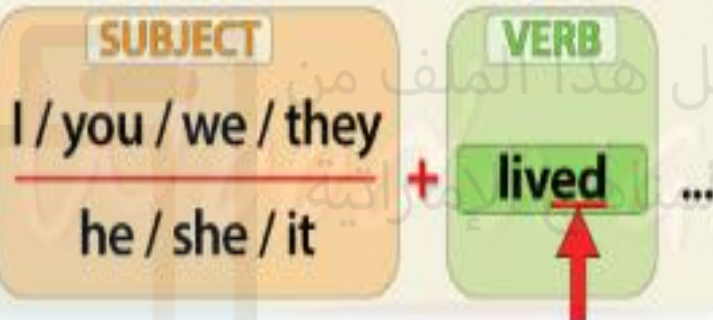 SUBJECT
I / you / we / they
he / she / it
+
VERB
lived ...
هذا الملف من